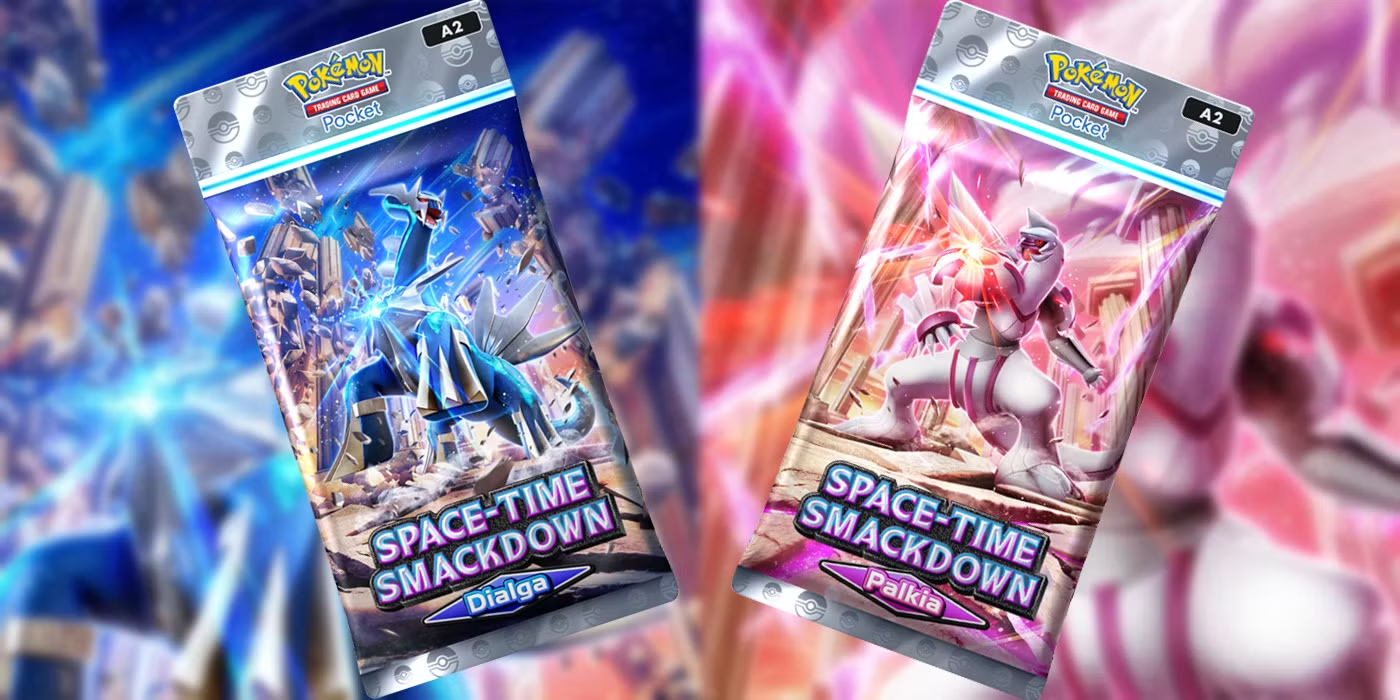 A2
POKéMON
TRADING CARD GAME
Pocket
SPACE-TIME
SMACKDOWN
Dialga
POKéMON
TRADING CARD GAME
Pocket
A2
SPACE-TIME
SMACKDOWN
Palkia